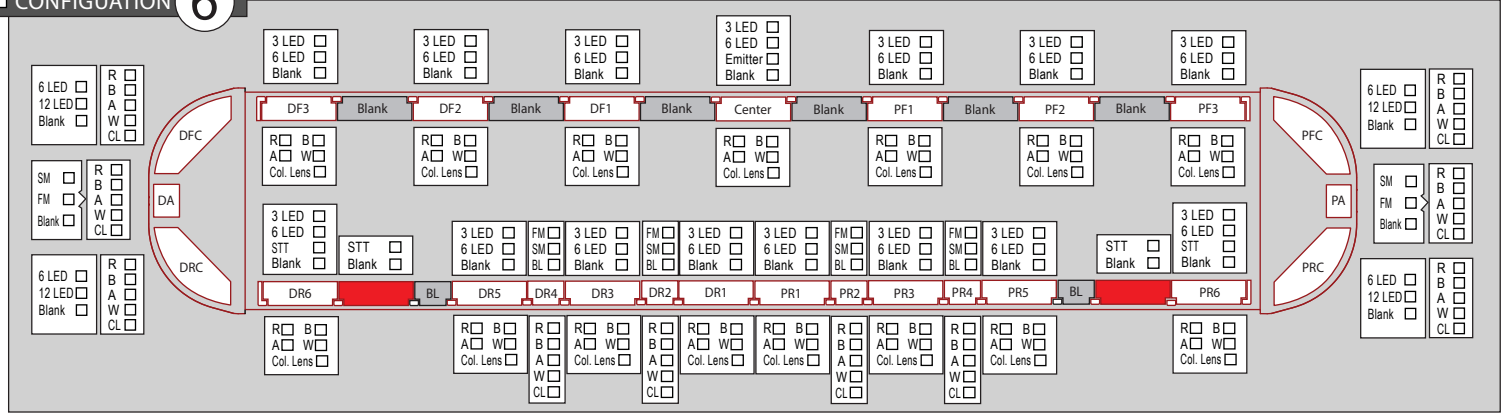 CONFIGUATION 6
3 LED
6 LED
Blank
3 LED
6 LED
Blank
3 LED
6 LED
Blank
3 LED
6 LED
Emitter
Blank
3 LED
6 LED
Blank
3 LED
6 LED
Blank
3 LED
6 LED
Blank
6 LED
12 LED
Blank
R
B
A
W
CL
DFC
DF3 Blank DF2 Blank DF1 Blank Center Blank PF1 Blank PF2 Blank PF3
PFC
6 LED
12 LED
Blank
R
B
A
W
CL
R B
A W
Col. Lens
R B
A W
Col. Lens
R B
A W
Col. Lens
R B
A W
Col. Lens
R B
A W
Col. Lens
R B
A W
Col. Lens
R B
A W
Col. Lens
SM
FM
Blank
R
B
A
W
CL
DA
PA
SM
FM
Blank
R
B
A
W
CL
3 LED
6 LED
STT
Blank
STT
Blank
3 LED
6 LED
Blank
FM
SM
BL
3 LED
6 LED
Blank
FM
SM
BL
3 LED
6 LED
Blank
3 LED
6 LED
Blank
FM
SM
BL
3 LED
6 LED
Blank
FM
SM
BL
3 LED
6 LED
Blank
STT
Blank
3 LED
6 LED
STT
Blank
6 LED
12 LED
Blank
R
B
A
W
CL
DRC
DR6 BL DR5 DR4 DR3 DR2 DR1 PR1 PR2 PR3 PR4 PR5 BL PR6
PRC
6 LED
12 LED
Blank
R
B
A
W
CL
R B
A W
Col. Lens
R B
A W
Col. Lens
R
B
A
W
CL
R B
A W
Col. Lens
R
B
A
W
CL
R B
A W
Col. Lens
R B
A W
Col. Lens
R
B
A
W
CL
R B
A W
Col. Lens
R
B
A
W
CL
R B
A W
Col. Lens
R B
A W
Col. Lens